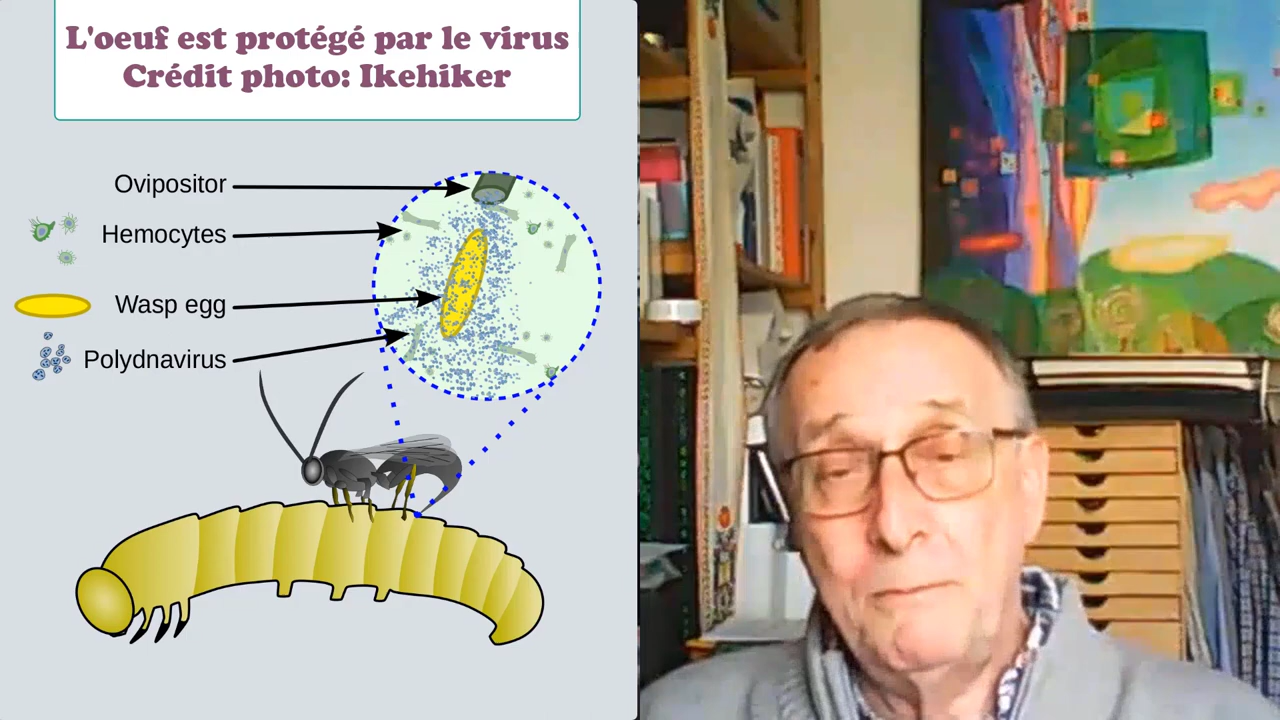 L'oeuf est protégé par le virus
Crédit photo: Ikehiker
Ovipositor
Hemocytes
Wasp egg
Polydnavirus